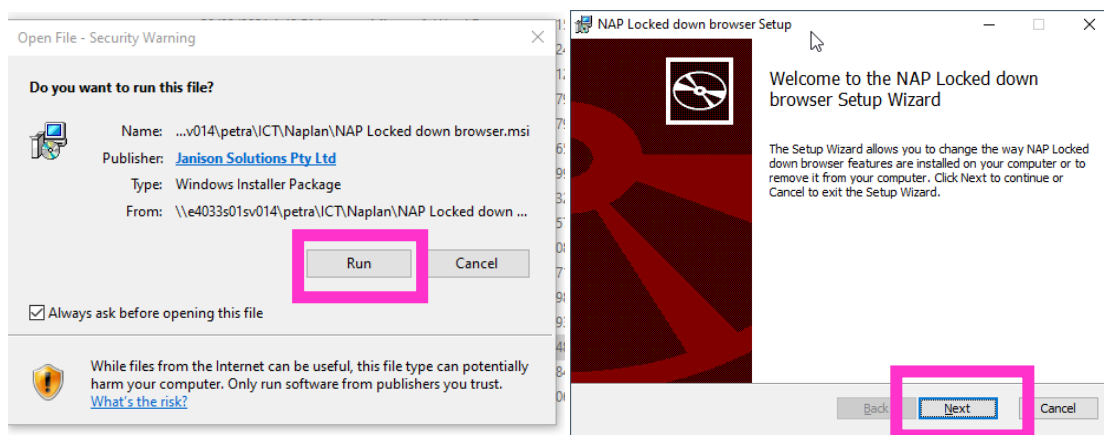 Open File - Security Warning
Do you want to run this file?
Name: ...v014\petra\ICT\Naplan\NAP Locked down browser.msi
Publisher: Janison Solutions Pty Ltd
Type: Windows Installer Package
From: \\e4033s01sv014\petra\ICT\Naplan\NAP Locked down ...
Run Cancel
Always ask before opening this file
While files from the Internet can be useful, this file type can potentially
harm your computer. Only run software from publishers you trust.
What's the risk?
NAP Locked down browser Setup
Welcome to the NAP Locked down
browser Setup Wizard
The Setup Wizard allows you to change the way NAP Locked
down browser features are installed on your computer or to
remove it from your computer. Click Next to continue or
Cancel to exit the Setup Wizard.
Back Next Cancel